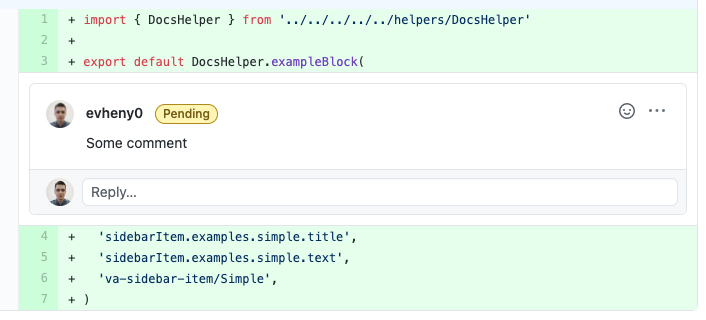 1 + import { DocsHelper } from '../../../../../helpers/DocsHelper'
2 +
3 + export default DocsHelper.exampleBlock(
evheny0 Pending
Some comment
Reply...
4 + 'sidebarItem.examples.simple.title',
5 + 'sidebarItem.examples.simple.text',
6 + 'va-sidebar-item/Simple',
7 + )